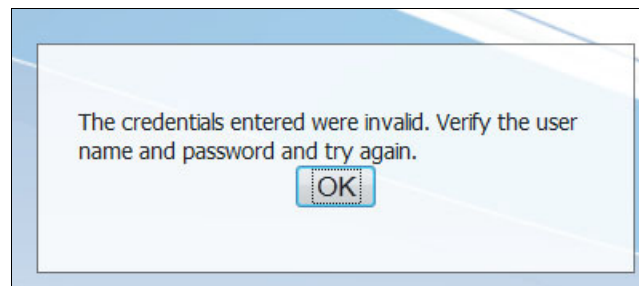 The credentials entered were invalid. Verify the user
name and password and try again.
OK